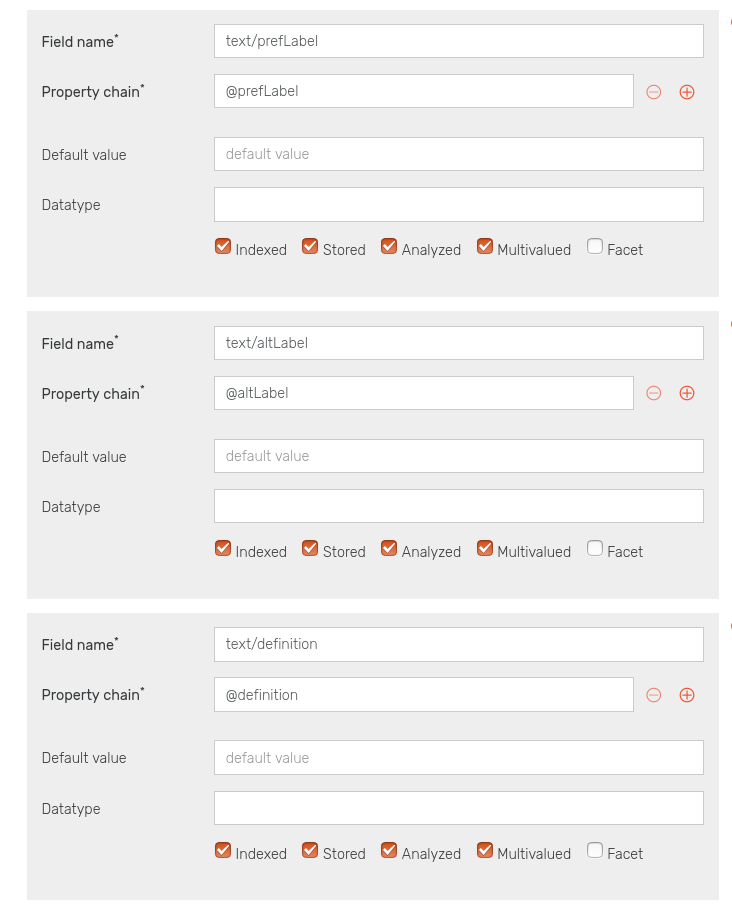 Field name* text/prefLabel
Property chain* @prefLabel
Default value default value
Datatype
Indexed Stored Analyzed Multivalued Facet
Field name* text/altLabel
Property chain* @altLabel
Default value default value
Datatype
Indexed Stored Analyzed Multivalued Facet
Field name* text/definition
Property chain* @definition
Default value default value
Datatype
Indexed Stored Analyzed Multivalued Facet